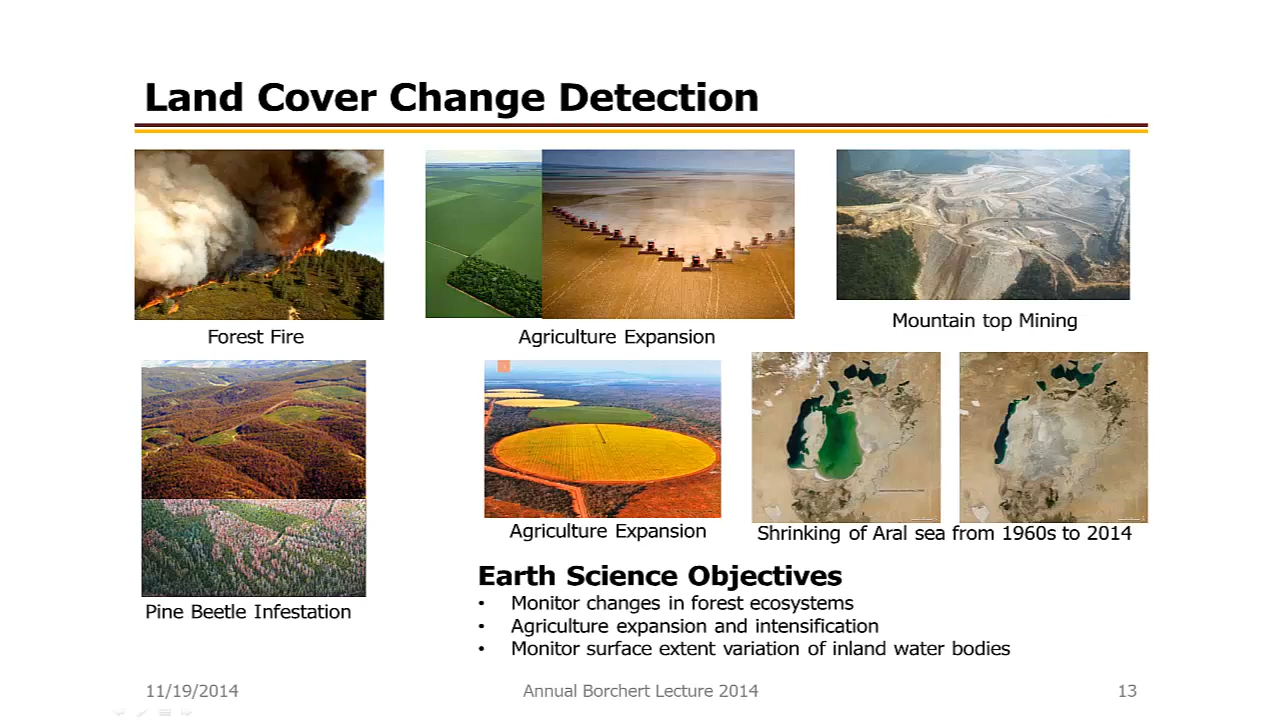 Land Cover Change Detection
Forest Fire
Agriculture Expansion
Mountain top Mining
Pine Beetle Infestation
Agriculture Expansion
Shrinking of Aral sea from 1960s to 2014
Earth Science Objectives
• Monitor changes in forest ecosystems
• Agriculture expansion and intensification
• Monitor surface extent variation of inland water bodies
11/19/2014
Annual Borchert Lecture 2014
13